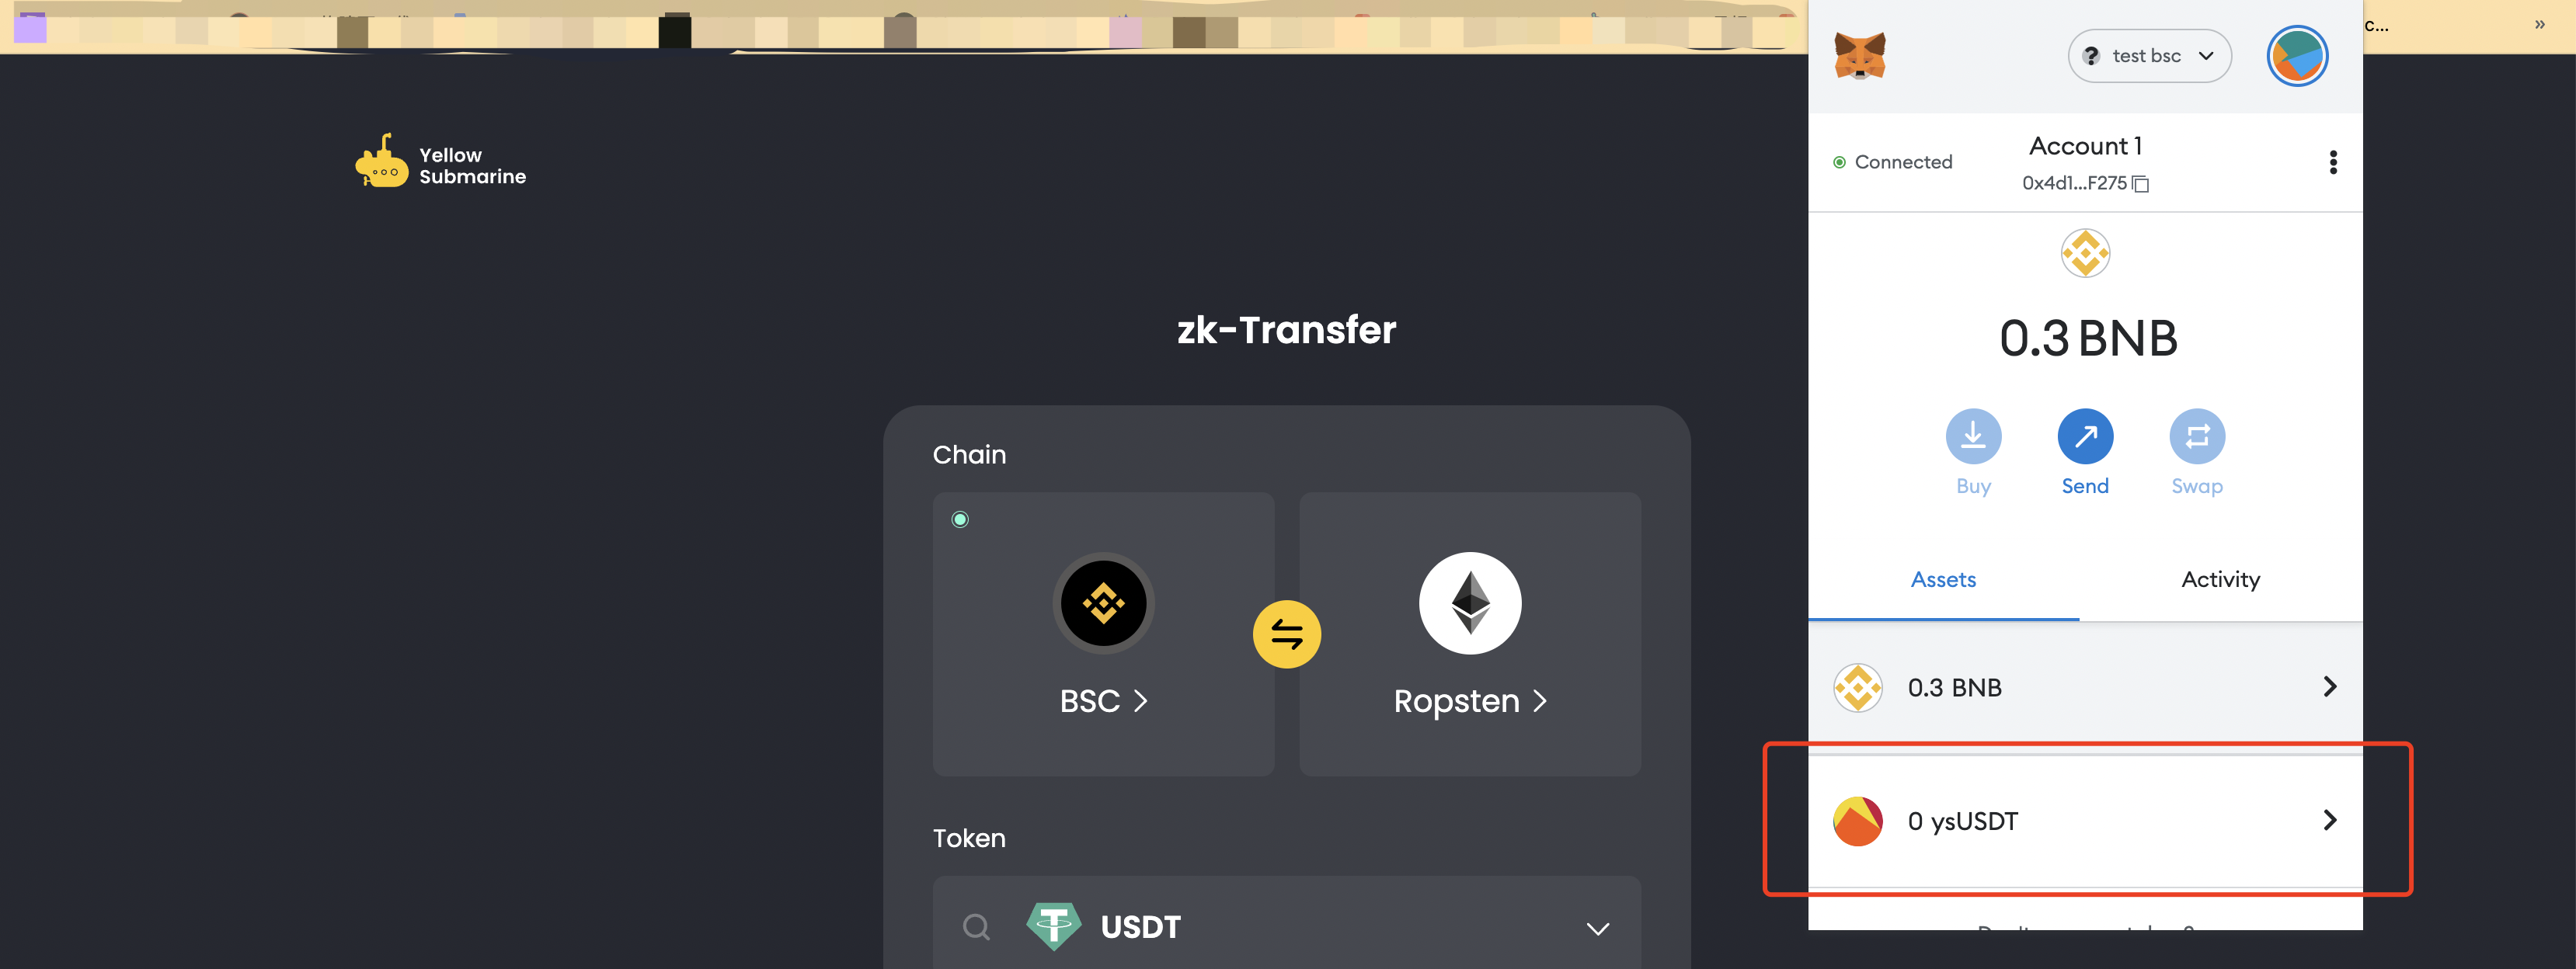 c...
»
Yellow
Submarine
zk-Transfer
Chain
BSC
Ropsten
Token
USDT
test bsc
Connected
Account 1
0x4d1...F275
0.3 BNB
Buy
Send
Swap
Assets
Activity
0.3 BNB
0 ysUSDT